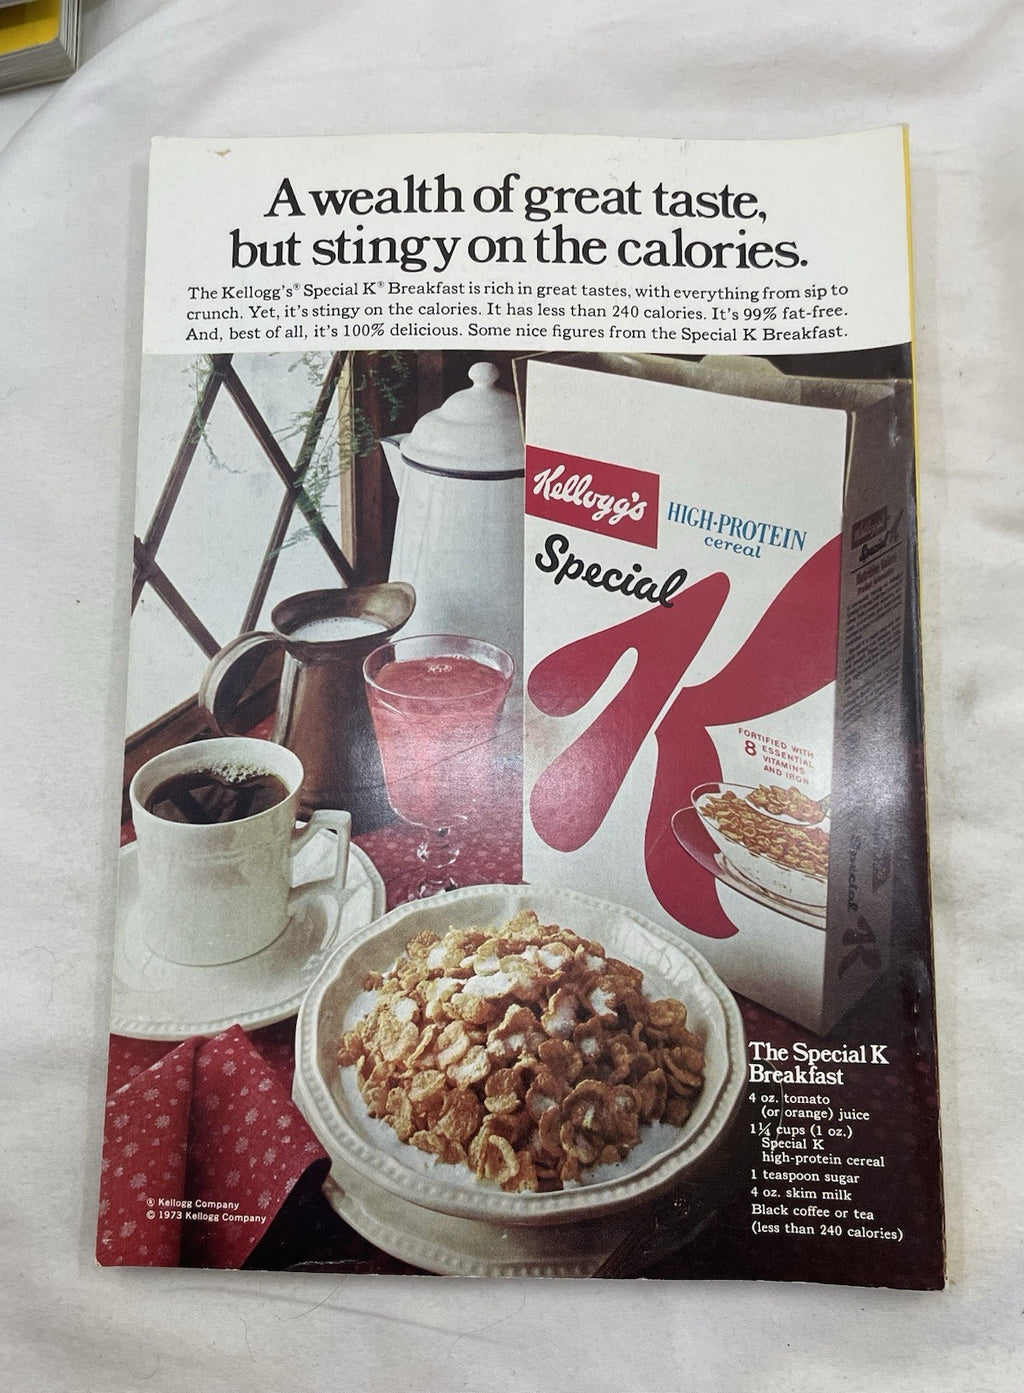 A wealth of great taste,
but stingy on the calories.
The Kellogg's® Special K® Breakfast is rich in great tastes, with everything from sip to
crunch. Yet, it's stingy on the calories. It has less than 240 calories. It's 99% fat-free.
And, best of all, it's 100% delicious. Some nice figures from the Special K Breakfast.
Kellogg's
HIGH-PROTEIN
cereal
Special
K
FORTIFIED WITH
8 ESSENTIAL
VITAMINS
AND IRON
Kellogg's
Special K
Special K
The Special K
Breakfast
4 oz. tomato
(or orange) juice
1¼ cups (1 oz.)
Special K
high-protein cereal
1 teaspoon sugar
4 oz. skim milk
Black coffee or tea
(less than 240 calories)
® Kellogg Company
© 1973 Kellogg Company